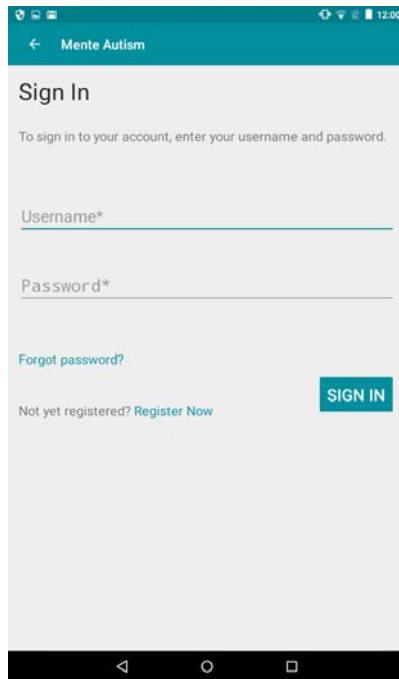 12:00
Mente Autism
Sign In
To sign in to your account, enter your username and password.
Username*
Password*
Forgot password?
SIGN IN
Not yet registered? Register Now